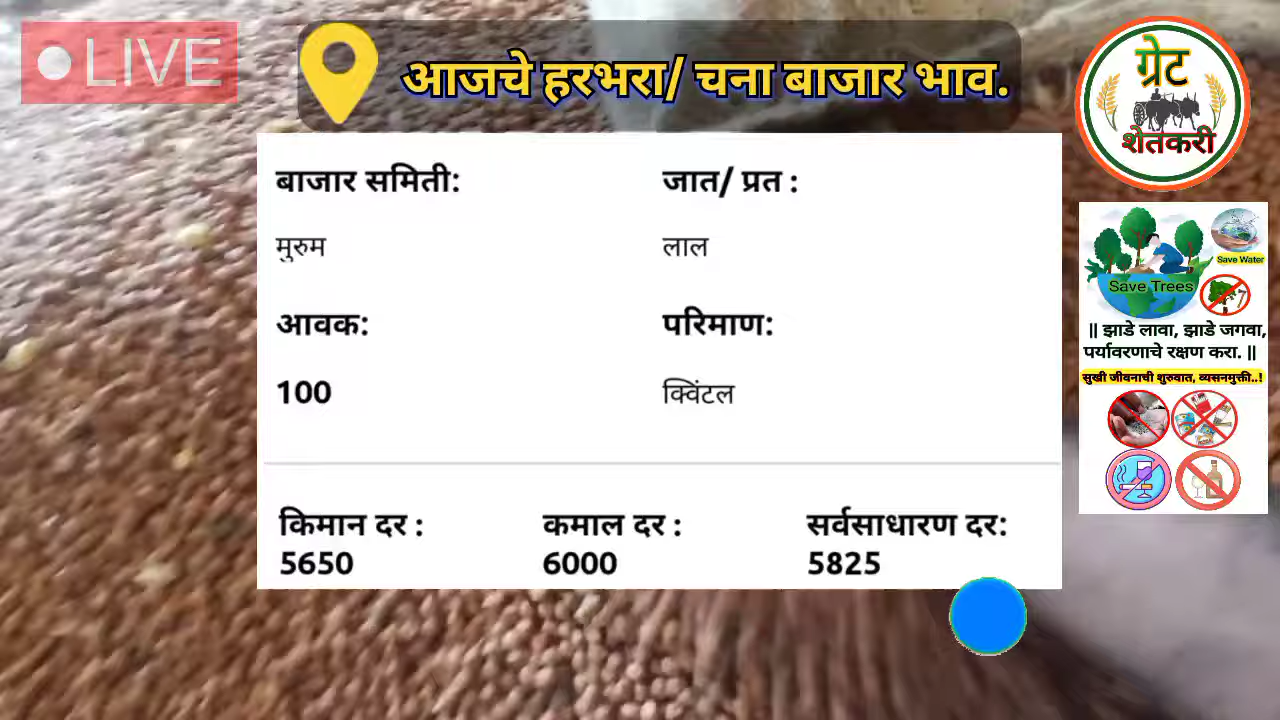 LIVE
आजचे हरभरा/ चना बाजार भाव.
ग्रेट
शेतकरी
बाजार समिती:
जात/ प्रत :
मुरुम
लाल
आवक:
परिमाण:
100
क्विंटल
किमान दर :
कमाल दर :
सर्वसाधारण दर:
5650
6000
5825
Save Water
Save Trees
|| झाडे लावा, झाडे जगवा,
पर्यावरणाचे रक्षण करा. ||
सुखी जीवनाची शुरुवात, व्यसनमुक्ती..!